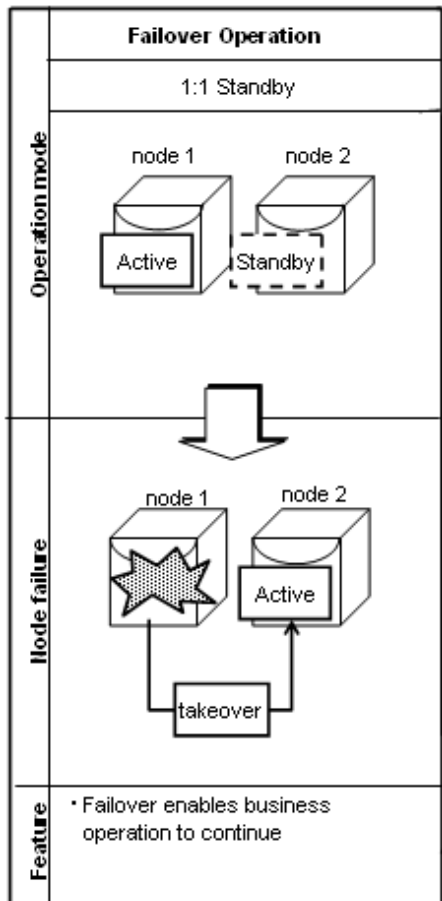 Failover Operation
1:1 Standby
Operation mode
node 1
node 2
Active
Standby
Node failure
node 1
node 2
Active
takeover
Feature
・Failover enables business
operation to continue